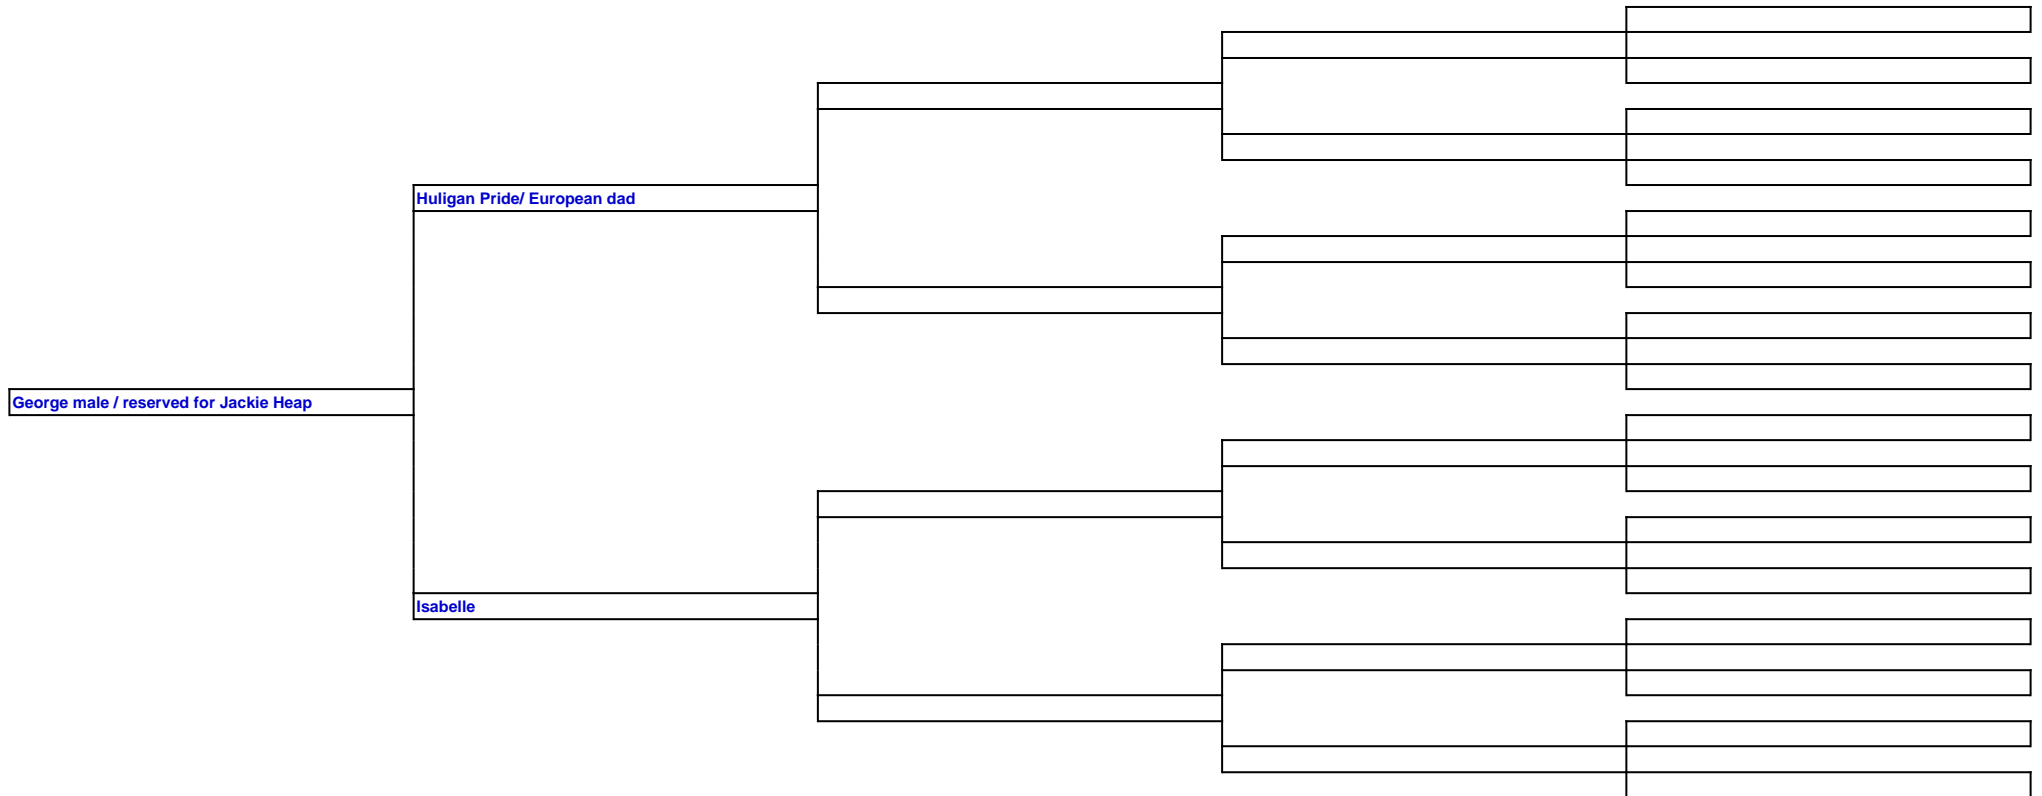 Huligan Pride/ European dad
George male / reserved for Jackie Heap
Isabelle